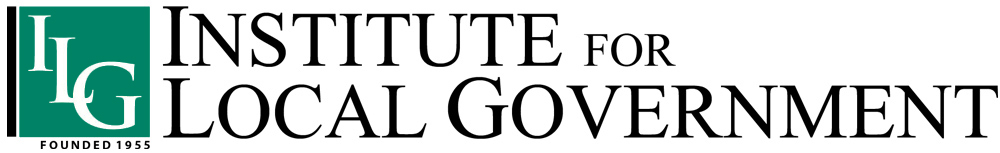 ILG
INSTITUTE FOR
LOCAL GOVERNMENT
FOUNDED 1955